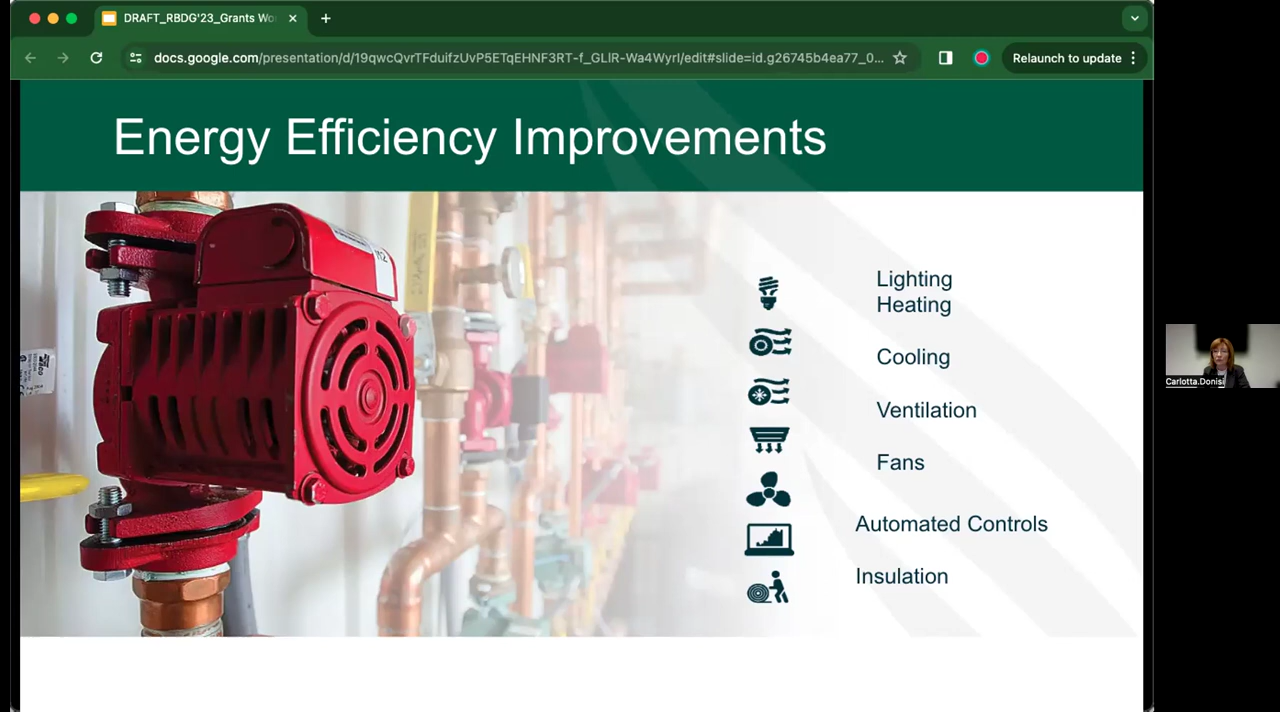 DRAFT_RBDG'23_Grants Wo
docs.google.com/presentation/d/19qwcQvrTFduifzUvP5ETqEHNF3RT-f_GLlR-Wa4WyrI/edit#slide=id.g26745b4ea77_0...
Relaunch to update
Energy Efficiency Improvements
Lighting
Heating
Cooling
Ventilation
Fans
Automated Controls
Insulation
Carlotta.Donisi